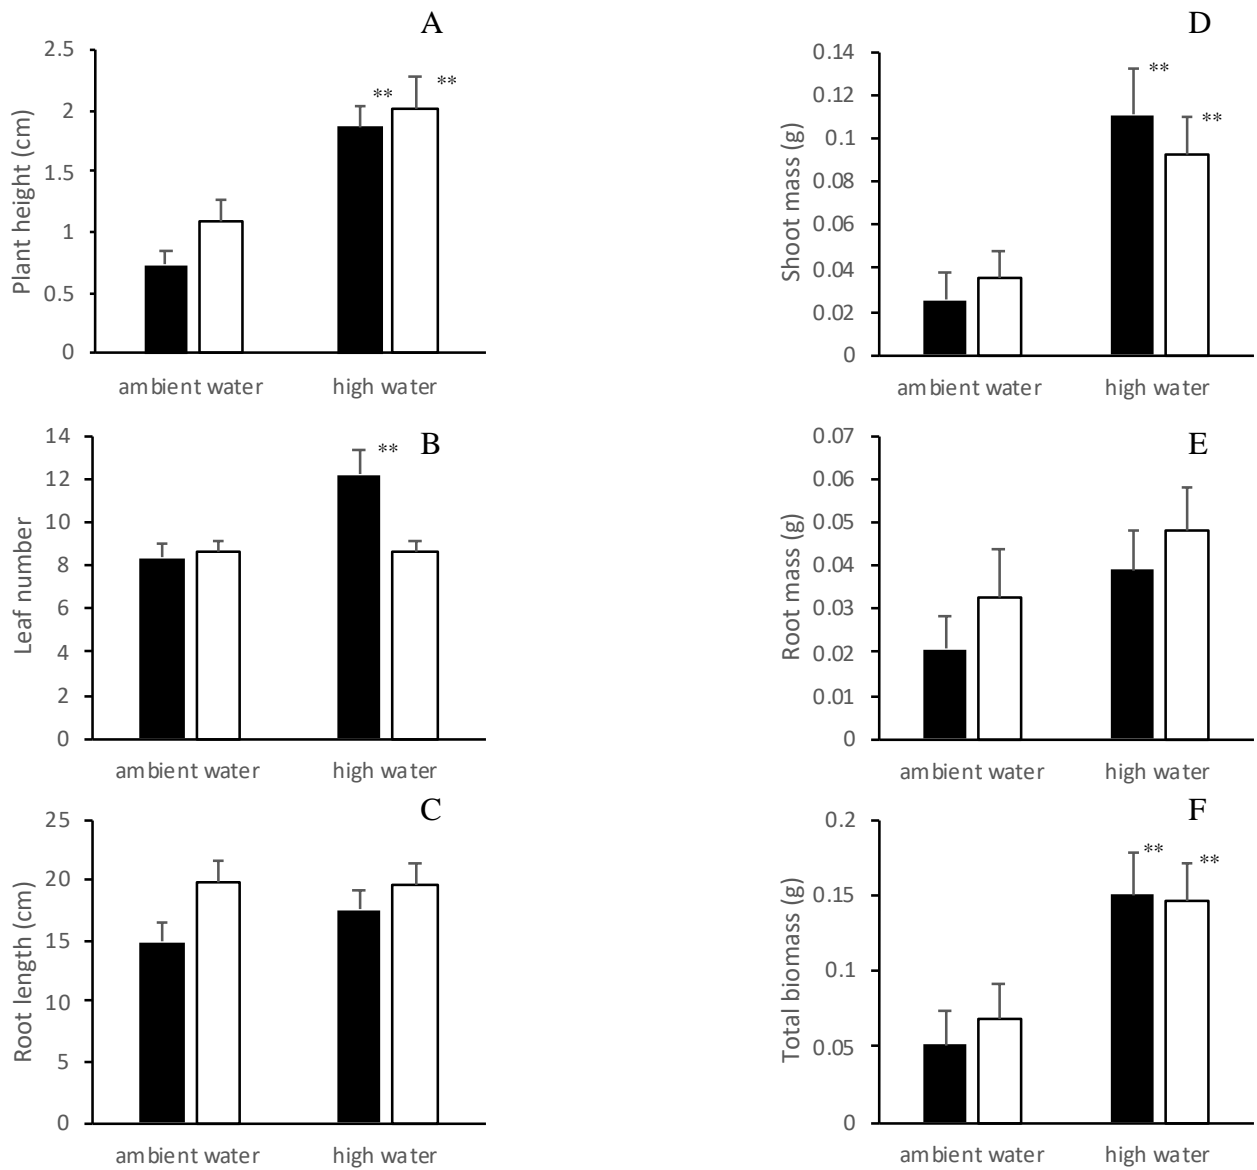 A
Plant height (cm)
2.5
2
1.5
1
0.5
0
**
**
ambient water
high water
D
Shoot mass (g)
0.14
0.12
0.1
0.08
0.06
0.04
0.02
0
**
**
ambient water
high water
B
Leaf number
14
12
10
8
6
4
2
0
**
ambient water
high water
E
Root mass (g)
0.07
0.06
0.05
0.04
0.03
0.02
0.01
0
ambient water
high water
C
Root length (cm)
25
20
15
10
5
0
ambient water
high water
F
Total biomass (g)
0.2
0.15
0.1
0.05
0
**
**
ambient water
high water